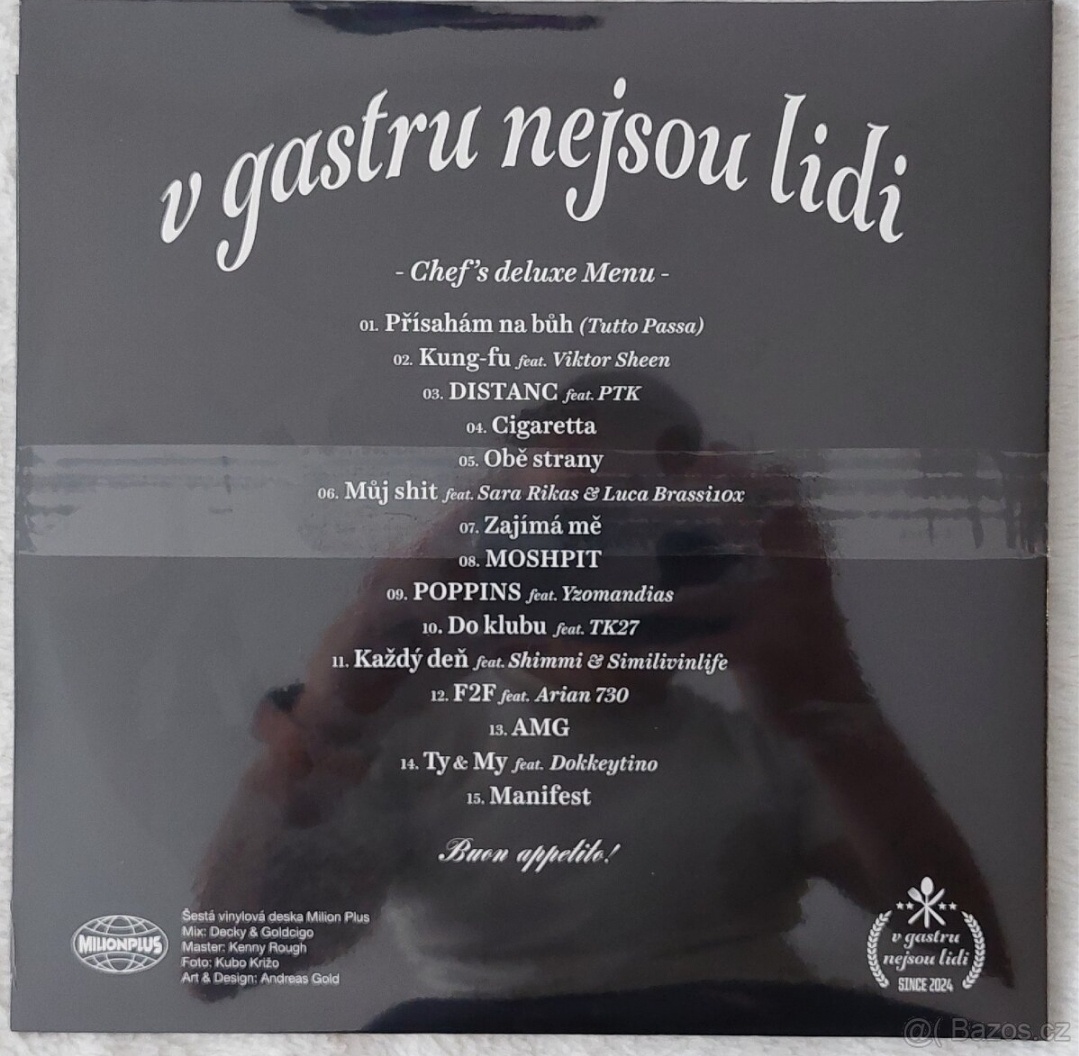 v gastru nejsou lidi
- Chef's deluxe Menu -
01. Přísahám na bůh (Tutto Passa)
02. Kung-fu feat. Viktor Sheen
03. DISTANC feat. PTK
04. Cigaretta
05. Obě strany
06. Můj shit feat. Sara Rikas & Luca Brassi10x
07. Zajímá mě
08. MOSHPIT
09. POPPINS feat. Yzomandias
10. Do klubu feat. TK27
11. Každý deň feat. Shimmi & Similivinlife
12. F2F feat. Arian 730
13. AMG
14. Ty & My feat. Dokkeytino
15. Manifest
Buon appetito!
MILIONPLUS
Šestá vinylová deska Milion Plus
Mix: Decky & Goldcigo
Master: Kenny Rough
Foto: Kubo Križo
Art & Design: Andreas Gold
v gastru
nejsou lidi
SINCE 2024
@( Bazos.cz